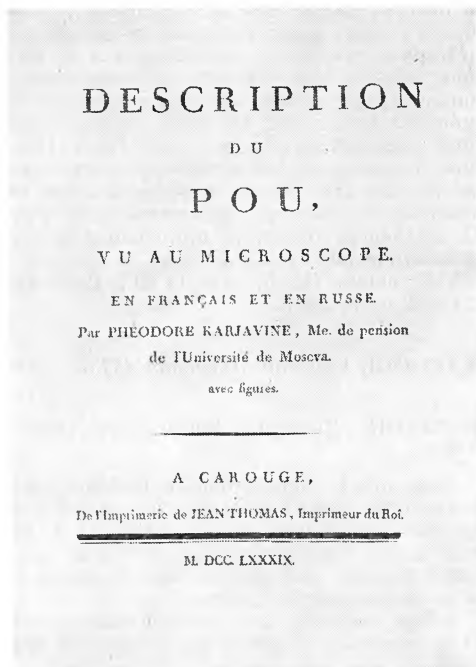 DESCRIPTION
DU
POU,
VU AU MICROSCOPE.
EN FRANÇAIS ET EN RUSSE.
Par PHEODORE KARJAVINE, Me. de pension
de l'Université de Moscva.
avec figures.
A CAROUGE,
De l'Imprimerie de JEAN THOMAS, Imprimeur du Roi.
M. DCC. LXXXIX.